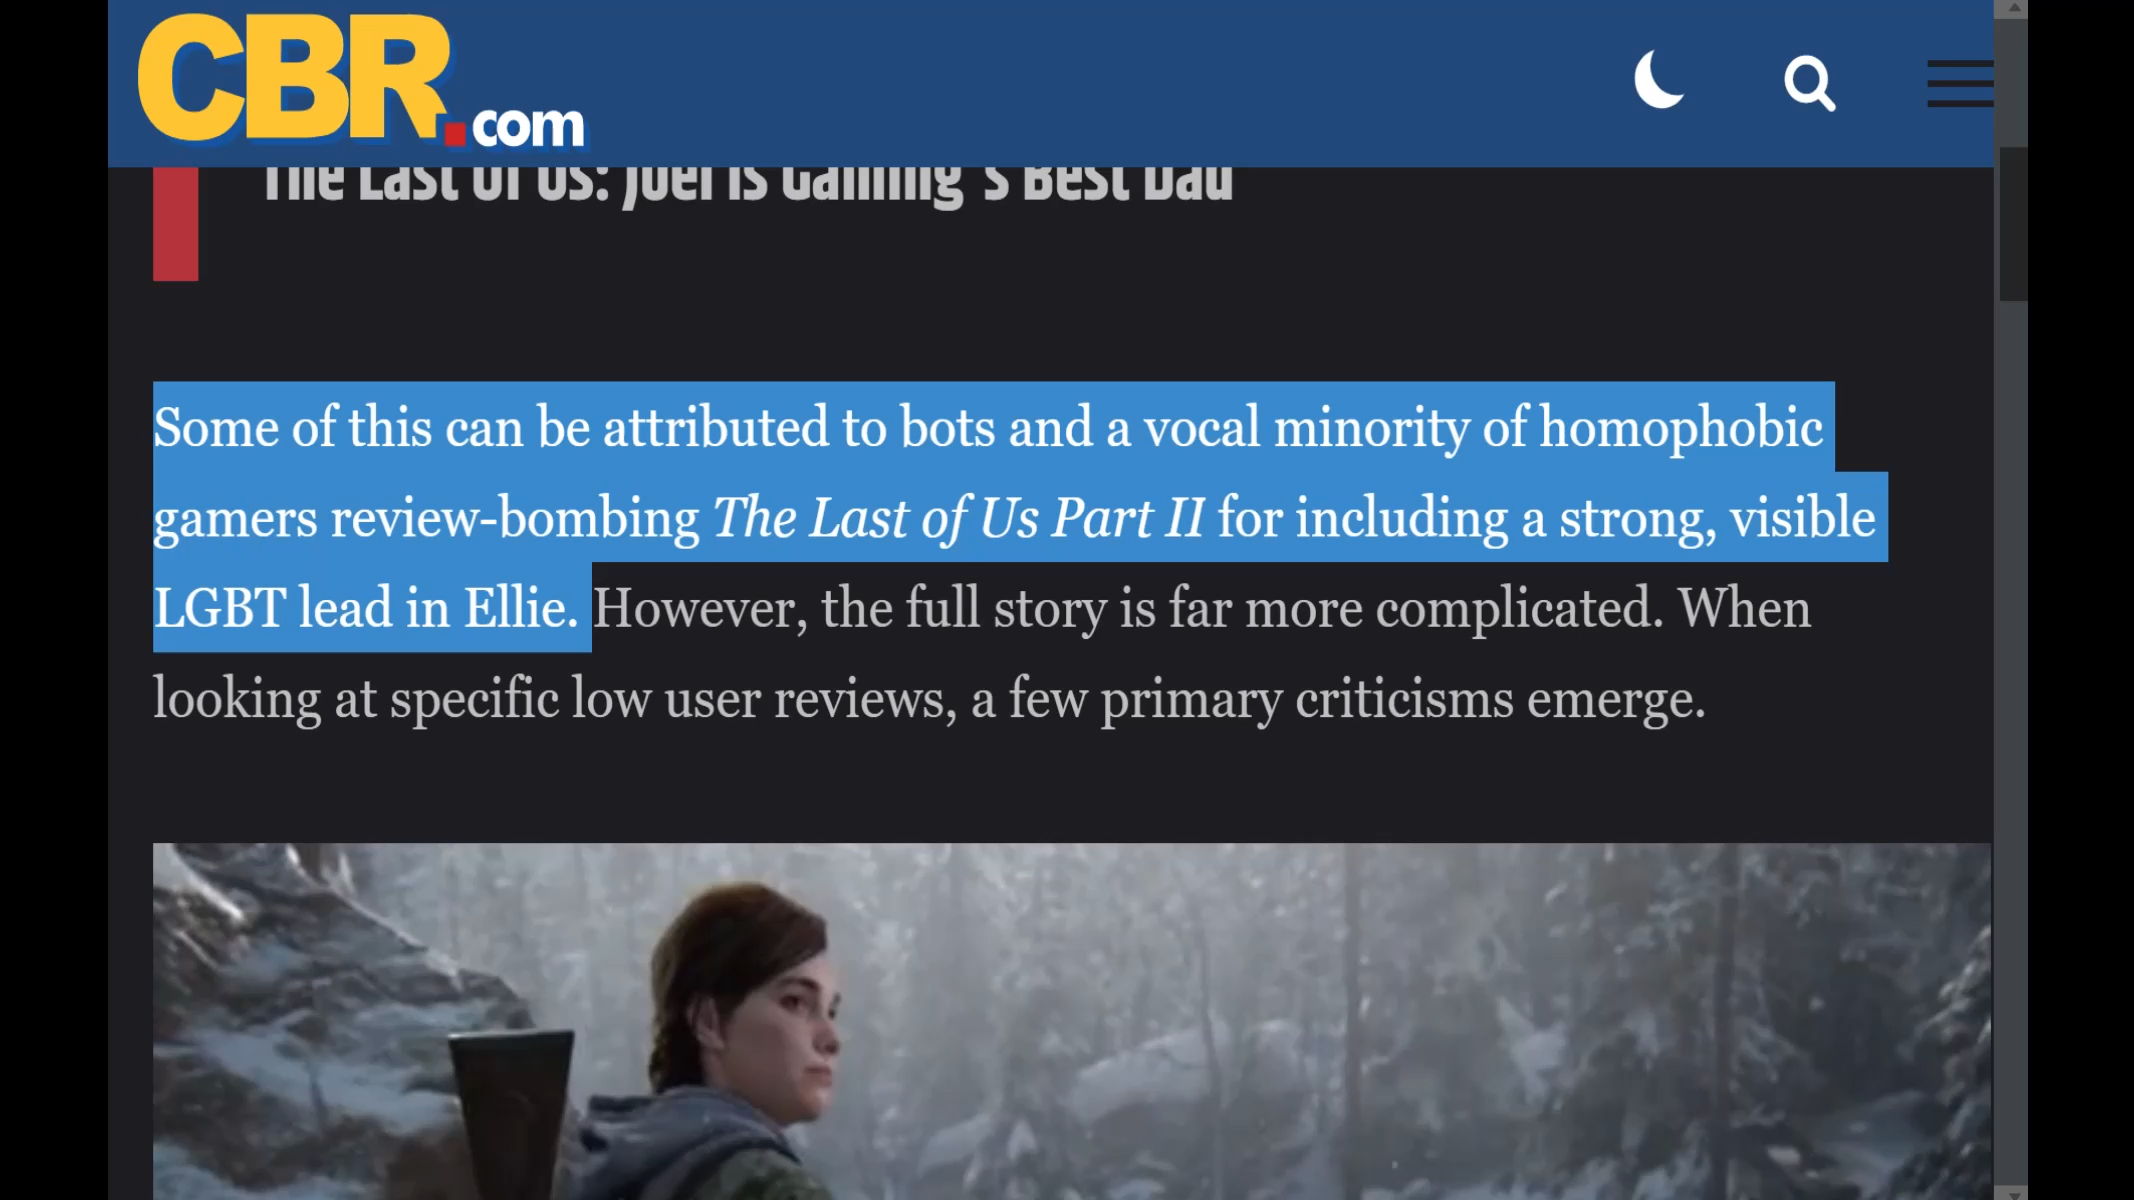 CBR.com
The Last of Us: Joel Is Gaming's Best Dad
Some of this can be attributed to bots and a vocal minority of homophobic
gamers review-bombing The Last of Us Part II for including a strong, visible
LGBT lead in Ellie. However, the full story is far more complicated. When
looking at specific low user reviews, a few primary criticisms emerge.